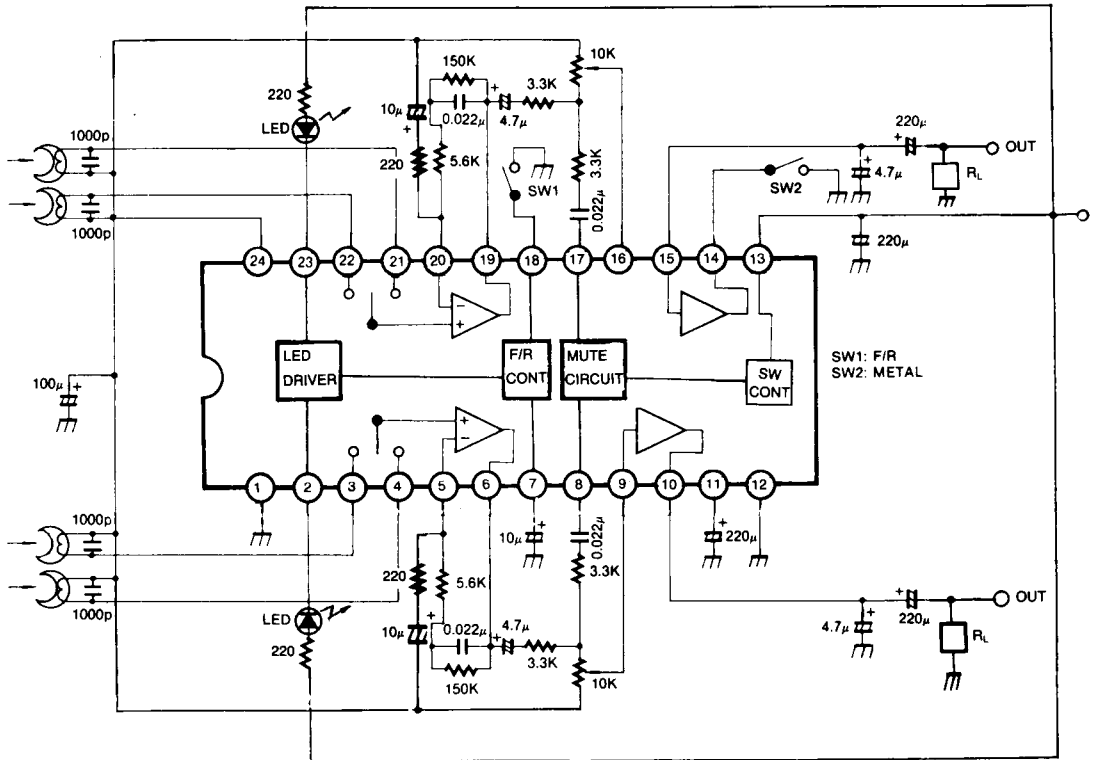 150K
10K
3.3K
220
10μ
+
+
0.022μ
4.7μ
LED
220μ
+
1000p
220
5.6K
3.3K
OUT
SW1
SW2
+
4.7μ
RL
1000p
0.022μ
220μ
24 23 22 21 20 19 18 17 16 15 14 13
−
+
LED DRIVER
F/R CONT
MUTE CIRCUIT
SW CONT
SW1: F/R
SW2: METAL
100μ
+
+
−
1 2 3 4 5 6 7 8 9 10 11 12
1000p
10μ
+
0.022μ
220μ
+
220
5.6K
3.3K
1000p
LED
+
0.022μ
4.7μ
+
10μ
220
3.3K
150K
10K
4.7μ
+
+
220μ
OUT
RL